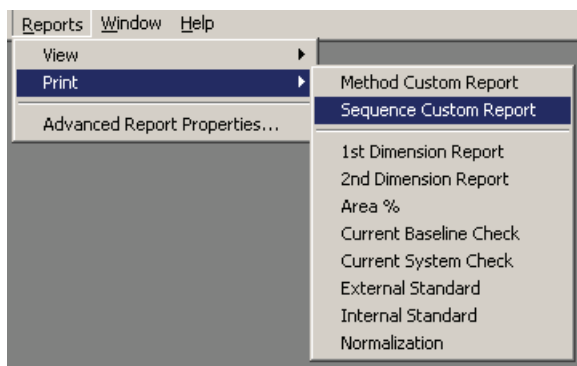 Reports Window Help
View
Print
Advanced Report Properties...
Method Custom Report
Sequence Custom Report
1st Dimension Report
2nd Dimension Report
Area %
Current Baseline Check
Current System Check
External Standard
Internal Standard
Normalization